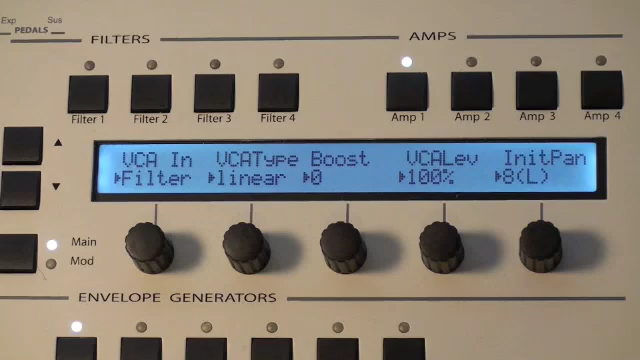 Exp Sus
PEDALS
FILTERS AMPS
Filter 1 Filter 2 Filter 3 Filter 4 Amp 1 Amp 2 Amp 3 Amp 4
VCA In VCAType Boost VCALev InitPan
Filter linear 0 100% 8(L)
Main
Mod
ENVELOPE GENERATORS